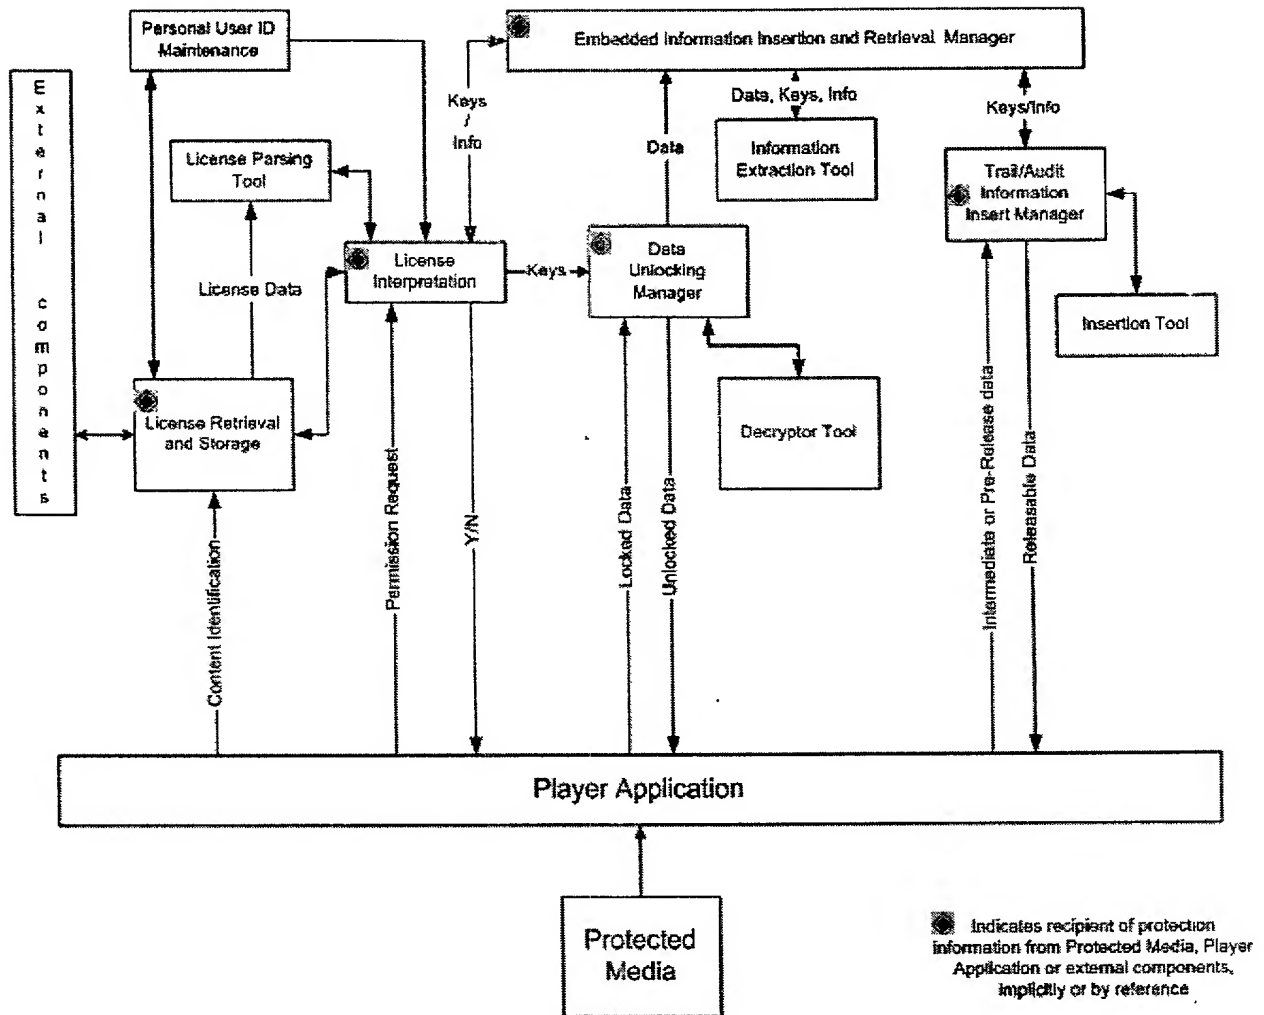 Personal User ID
Maintenance
Embedded Information Insertion and Retrieval Manager
External components
Keys
/
Info
Data, Keys, Info
Keys/Info
Data
License Parsing
Tool
Information
Extraction Tool
Trail/Audit
Information
Insert Manager
License
Interpretation
Keys
Data
Unlocking
Manager
License Data
Insertion Tool
License Retrieval
and Storage
Decryptor Tool
Content Identification
Permission Request
Y/N
Locked Data
Unlocked Data
Intermediate or Pre-Release data
Releasable Data
Player Application
Protected
Media
Indicates recipient of protection
information from Protected Media, Player
Application or external components,
implicitly or by reference